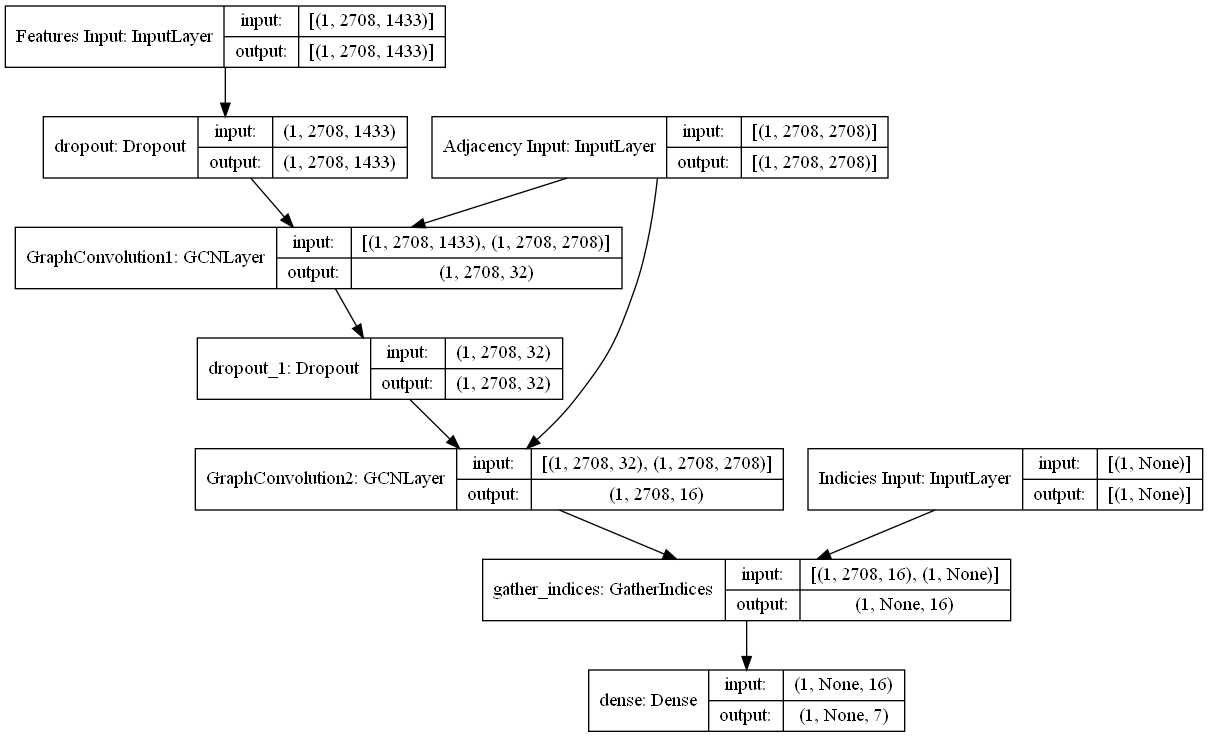 Features Input: InputLayer
input:
[(1, 2708, 1433)]
output:
[(1, 2708, 1433)]
dropout: Dropout
input:
(1, 2708, 1433)
output:
(1, 2708, 1433)
Adjacency Input: InputLayer
input:
[(1, 2708, 2708)]
output:
[(1, 2708, 2708)]
GraphConvolution1: GCNLayer
input:
[(1, 2708, 1433), (1, 2708, 2708)]
output:
(1, 2708, 32)
dropout_1: Dropout
input:
(1, 2708, 32)
output:
(1, 2708, 32)
GraphConvolution2: GCNLayer
input:
[(1, 2708, 32), (1, 2708, 2708)]
output:
(1, 2708, 16)
Indicies Input: InputLayer
input:
[(1, None)]
output:
[(1, None)]
gather_indices: GatherIndices
input:
[(1, 2708, 16), (1, None)]
output:
(1, None, 16)
dense: Dense
input:
(1, None, 16)
output:
(1, None, 7)